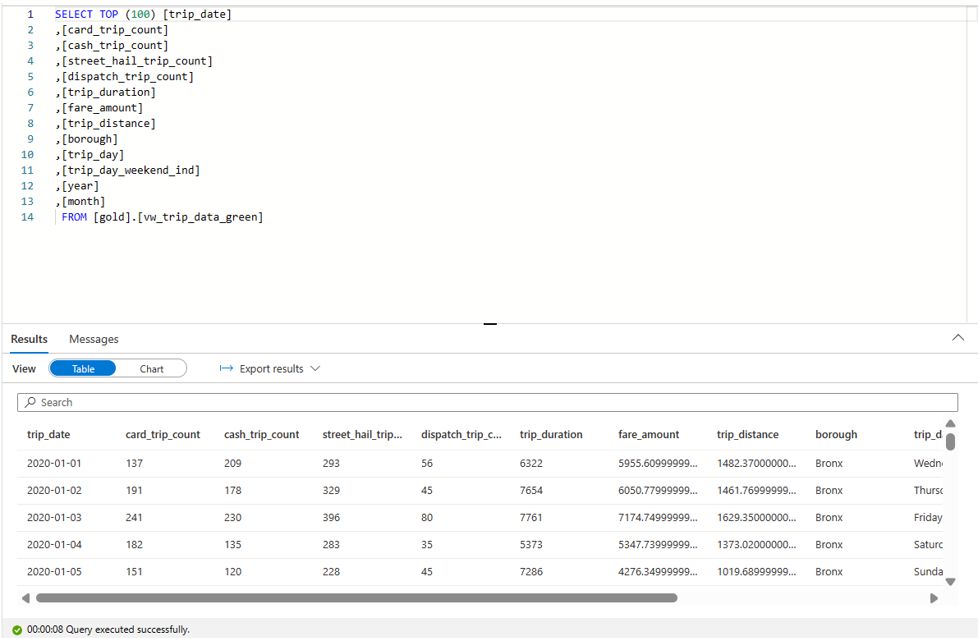 1 SELECT TOP (100) [trip_date]
2 ,[card_trip_count]
3 ,[cash_trip_count]
4 ,[street_hail_trip_count]
5 ,[dispatch_trip_count]
6 ,[trip_duration]
7 ,[fare_amount]
8 ,[trip_distance]
9 ,[borough]
10 ,[trip_day]
11 ,[trip_day_weekend_ind]
12 ,[year]
13 ,[month]
14 FROM [gold].[vw_trip_data_green]
Results Messages
View Table Chart Export results
Search
trip_date card_trip_count cash_trip_count street_hail_trip... dispatch_trip_c... trip_duration fare_amount trip_distance borough trip_d
2020-01-01 137 209 293 56 6322 5955.60999999... 1482.37000000... Bronx Wedn
2020-01-02 191 178 329 45 7654 6050.77999999... 1461.76999999... Bronx Thursd
2020-01-03 241 230 396 80 7761 7174.74999999... 1629.35000000... Bronx Friday
2020-01-04 182 135 283 35 5373 5347.73999999... 1373.02000000... Bronx Saturd
2020-01-05 151 120 228 45 7286 4276.34999999... 1019.68999999... Bronx Sunda
00:00:08 Query executed successfully.